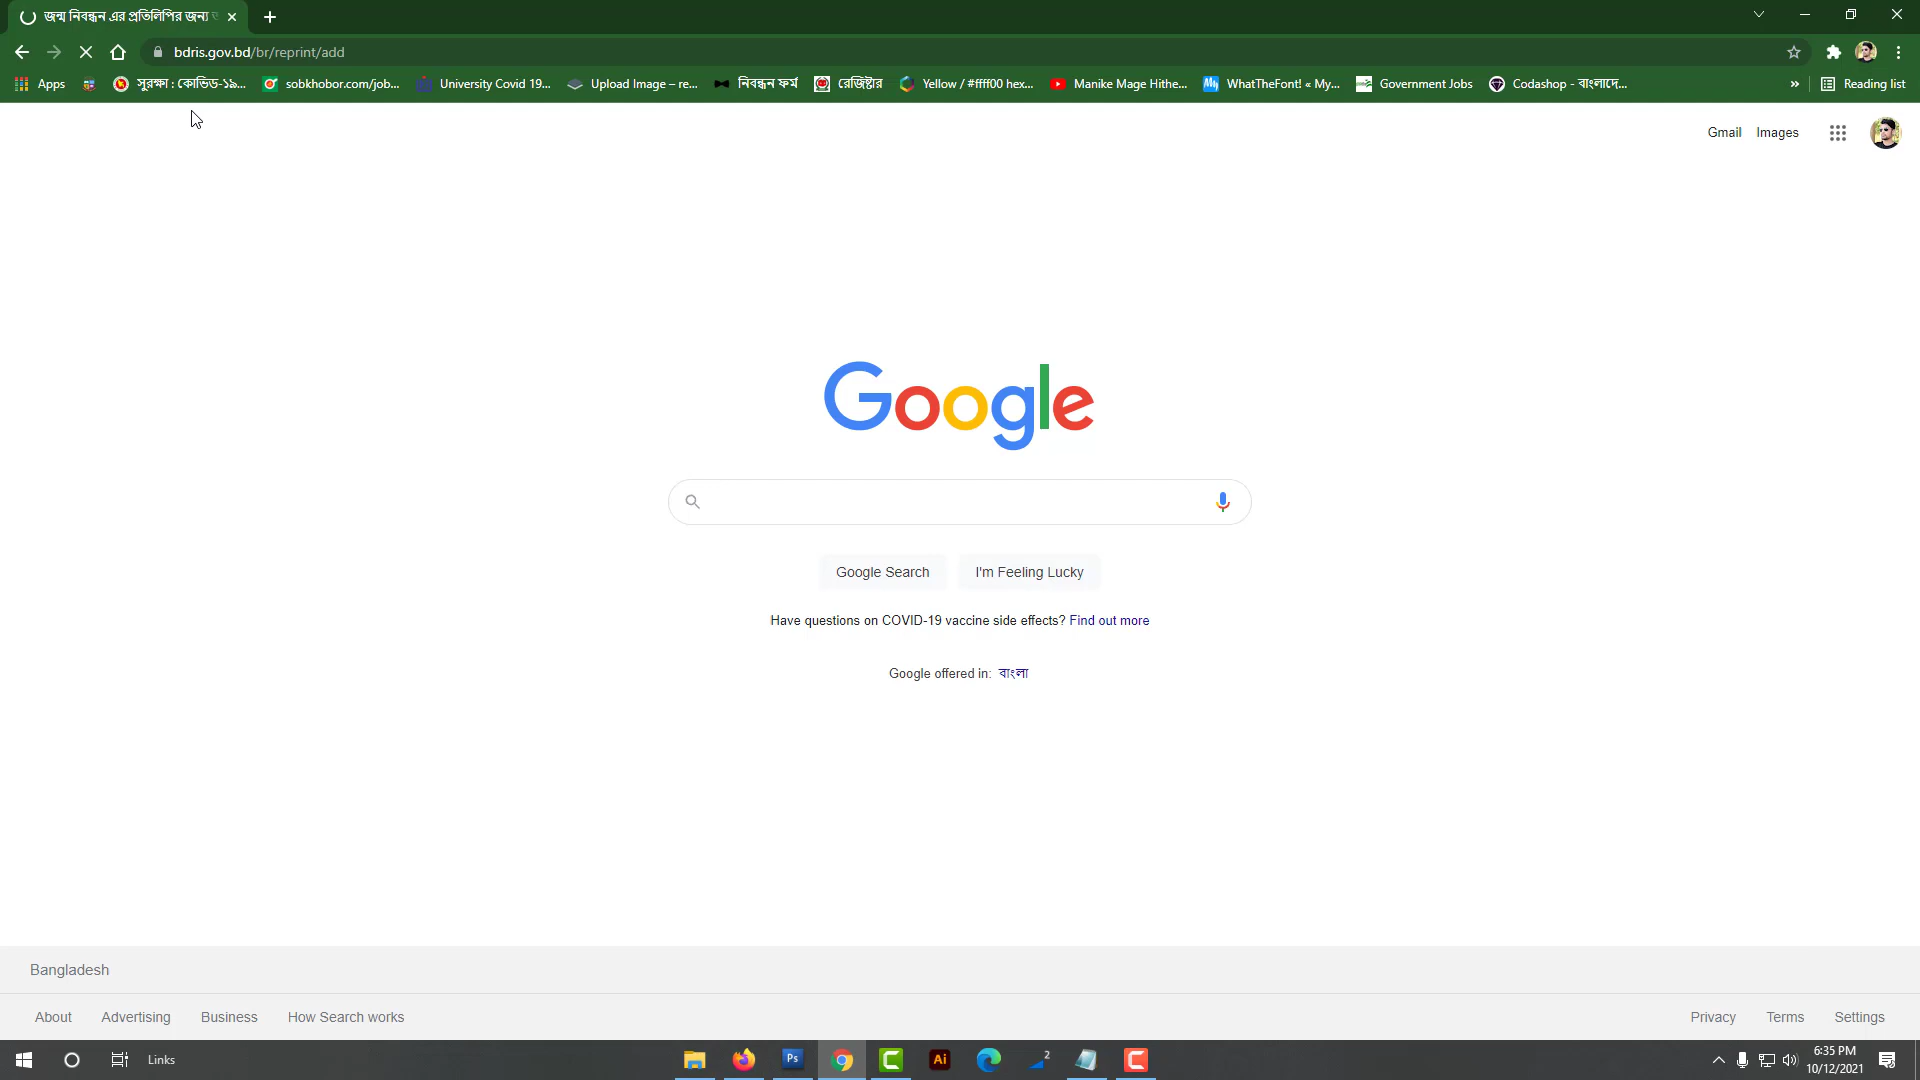 জন্ম নিবন্ধন এর প্রতিলিপির জন্য
bdris.gov.bd/br/reprint/add
Apps
সুরক্ষা : কোভিড-১৯...
sobkhobor.com/job...
University Covid 19...
Upload Image – re...
নিবন্ধন ফর্ম
রেজিষ্টার
Yellow / #ffff00 hex...
Manike Mage Hithe...
WhatTheFont! « My...
Government Jobs
Codashop - বাংলাদে...
»
Reading list
Gmail
Images
Google
Google Search
I'm Feeling Lucky
Have questions on COVID-19 vaccine side effects? Find out more
Google offered in: বাংলা
Bangladesh
About
Advertising
Business
How Search works
Privacy
Terms
Settings
Links
Ps
Ai
2
6:35 PM
10/12/2021